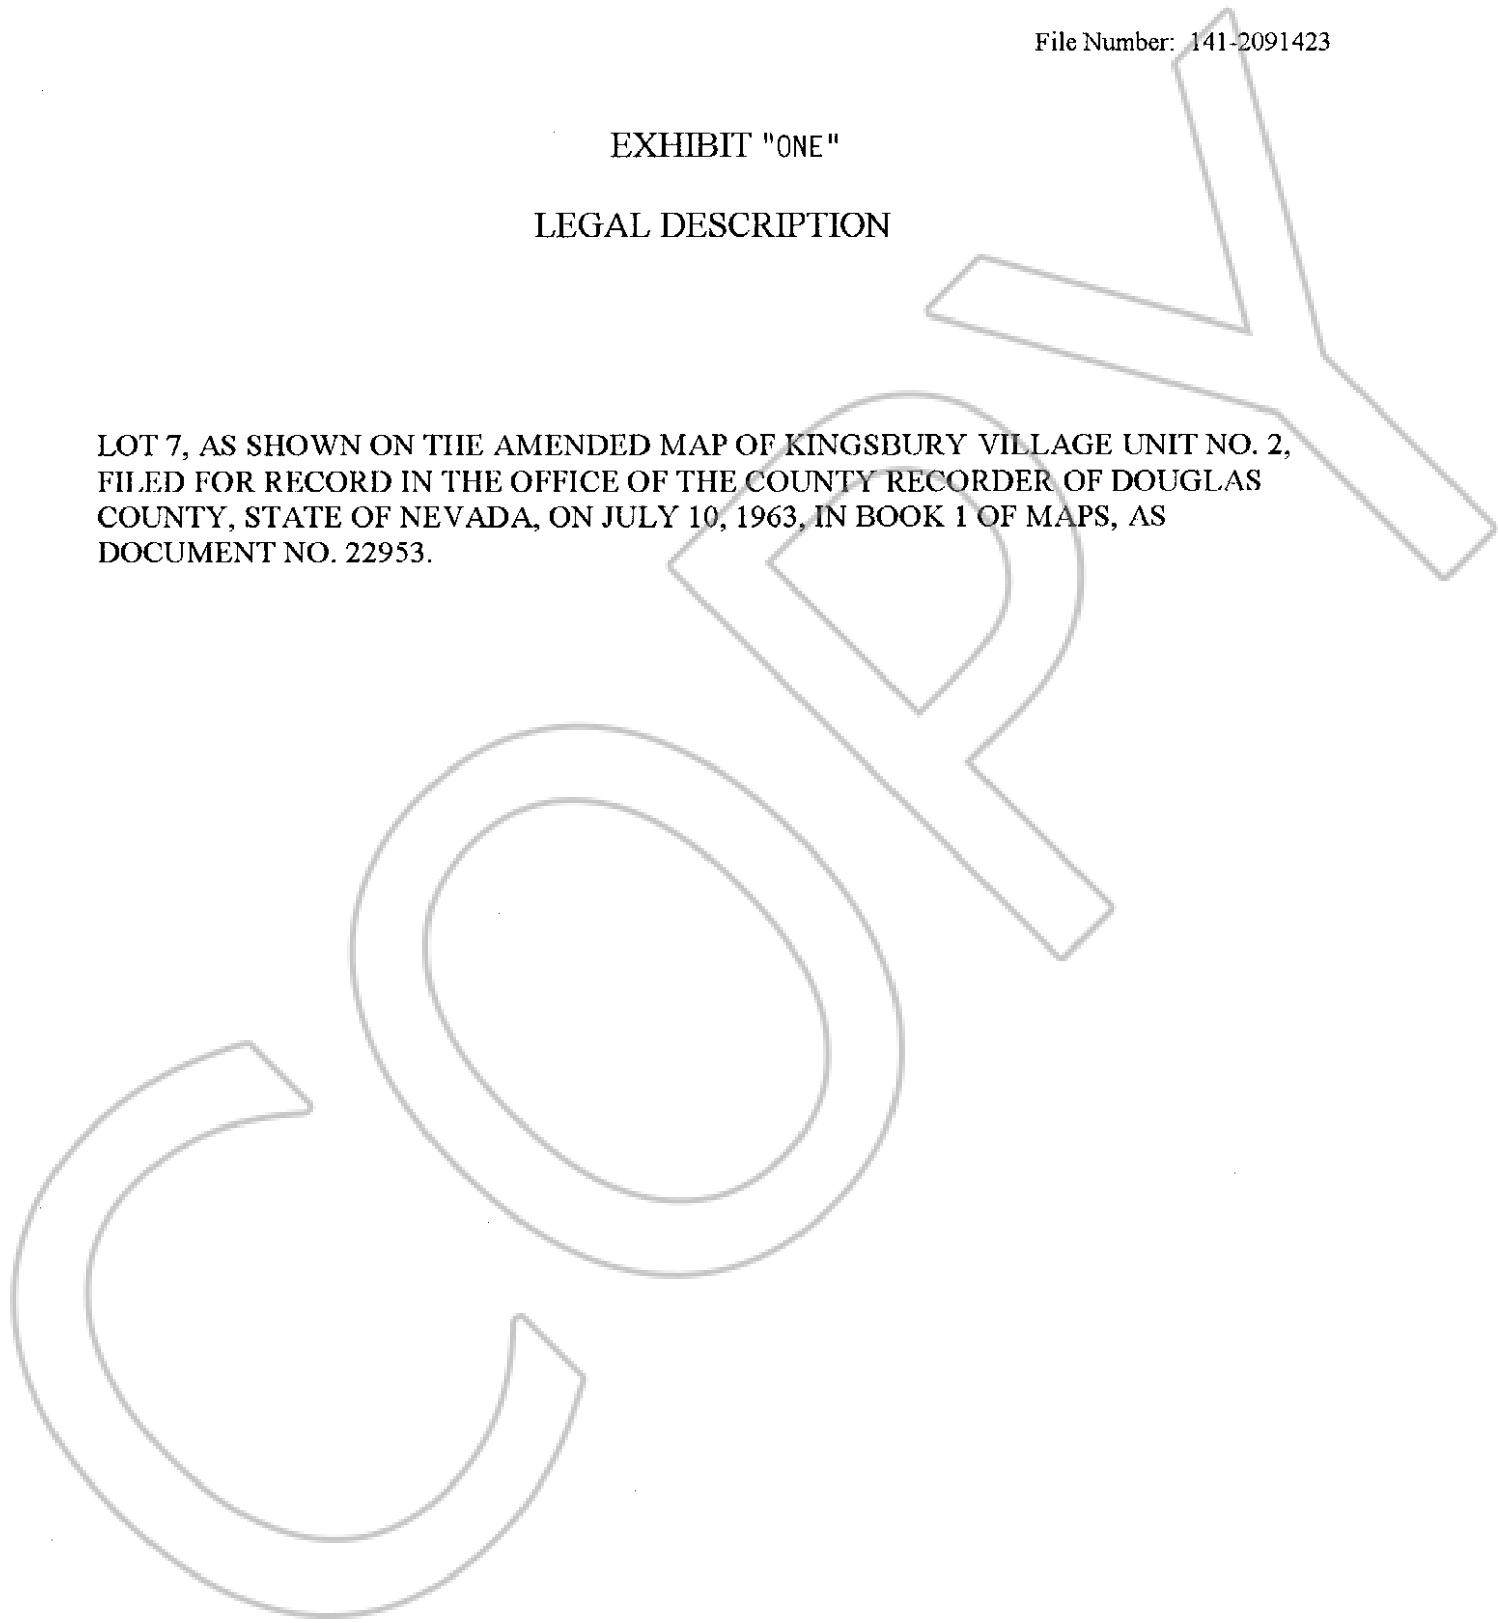 File Number: 141-2091423
EXHIBIT "ONE"
LEGAL DESCRIPTION
LOT 7, AS SHOWN ON THE AMENDED MAP OF KINGSBURY VILLAGE UNIT NO. 2,
FILED FOR RECORD IN THE OFFICE OF THE COUNTY RECORDER OF DOUGLAS
COUNTY, STATE OF NEVADA, ON JULY 10, 1963, IN BOOK 1 OF MAPS, AS
DOCUMENT NO. 22953.
COPY